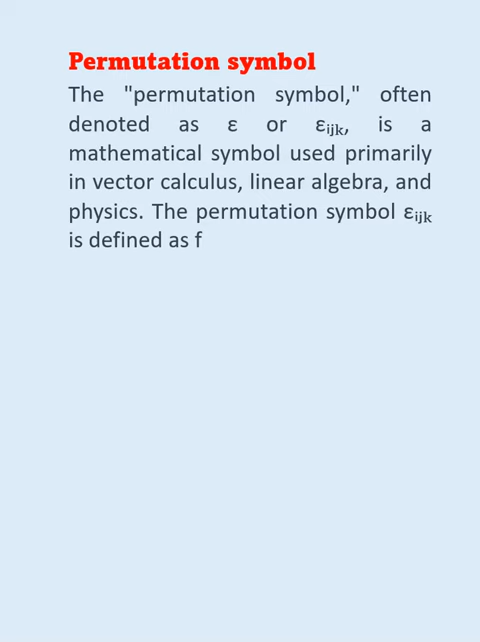 Permutation symbol
The "permutation symbol," often
denoted as ε or εᵢⱼₖ, is a
mathematical symbol used primarily
in vector calculus, linear algebra, and
physics. The permutation symbol εᵢⱼₖ
is defined as f